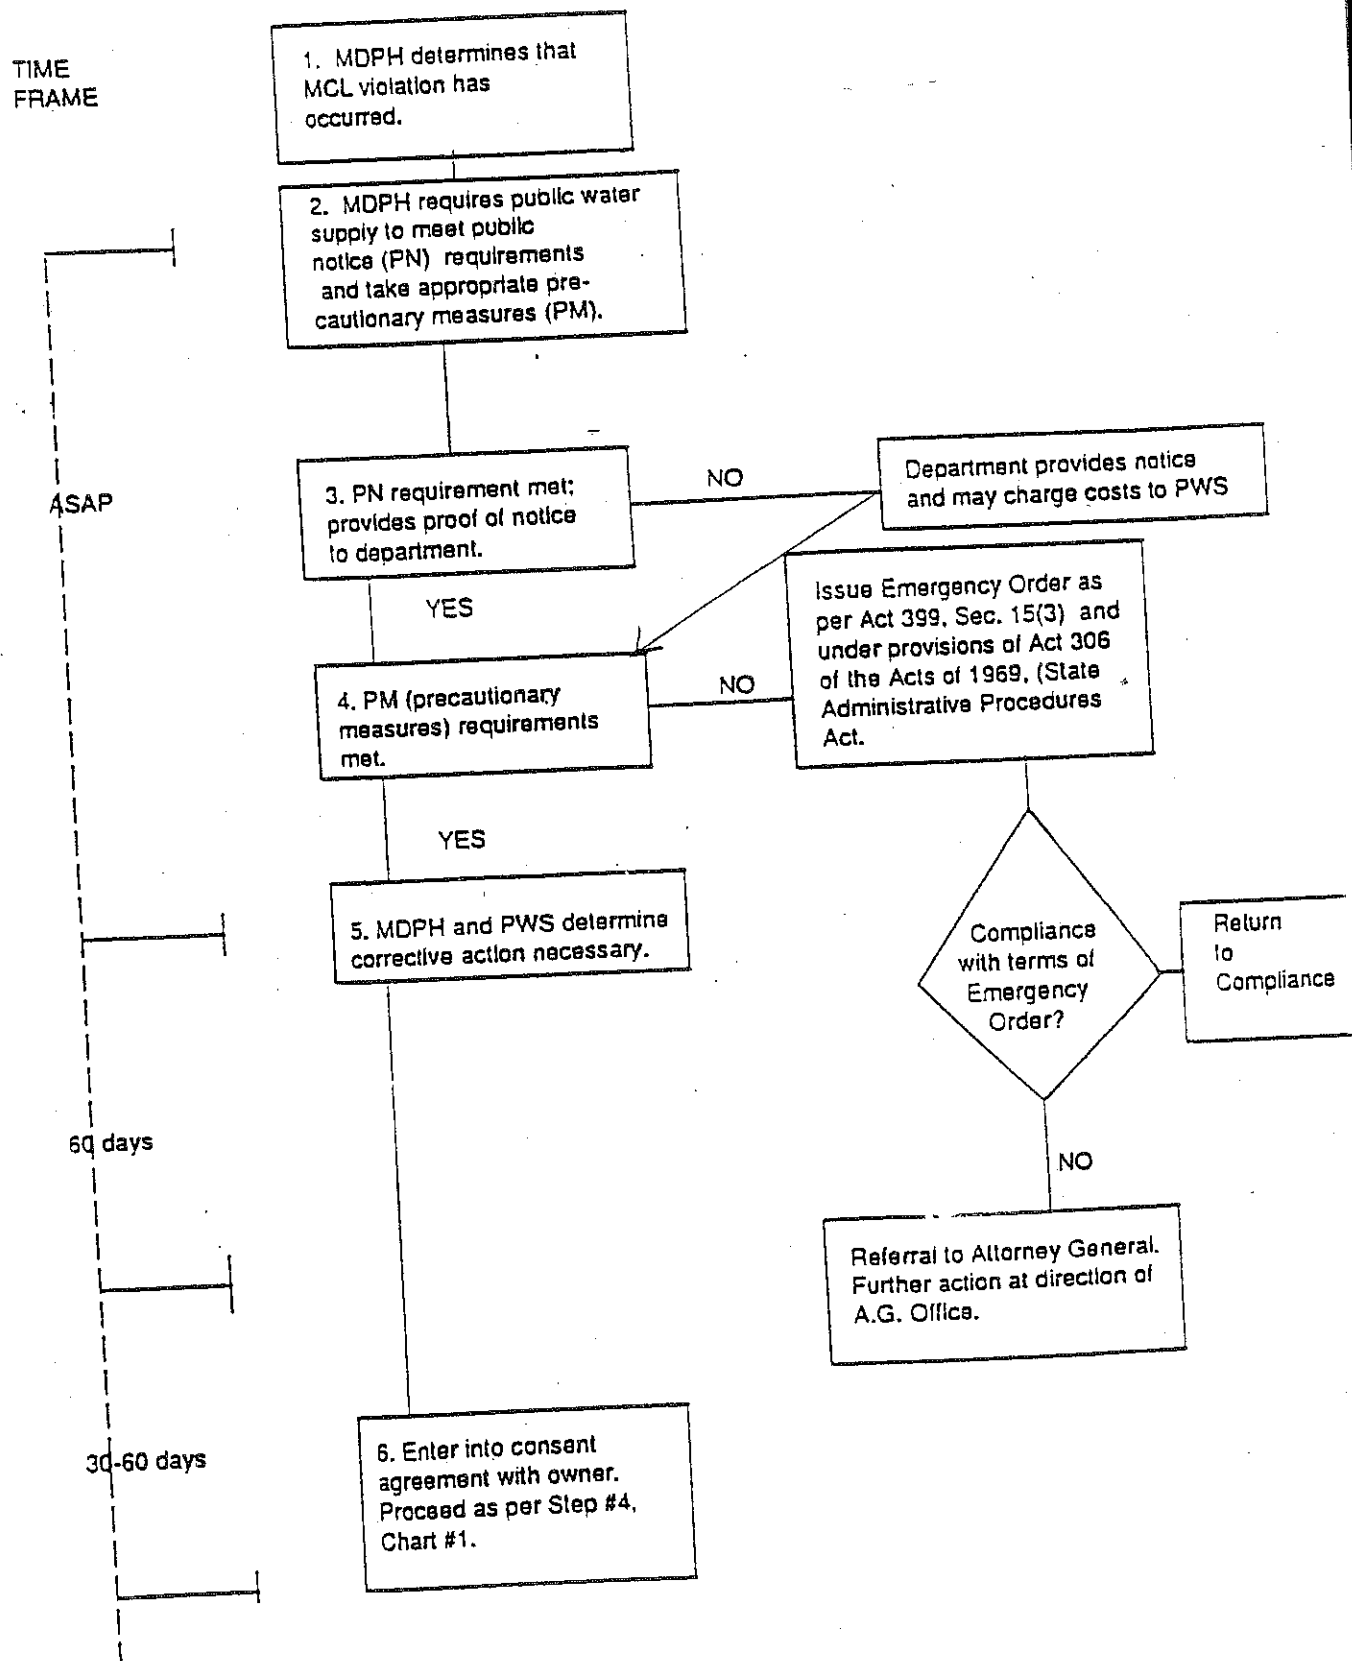 TIME
FRAME
1. MDPH determines that
MCL violation has
occurred.
2. MDPH requires public water
supply to meet public
notice (PN) requirements
and take appropriate pre-
cautionary measures (PM).
ASAP
3. PN requirement met;
provides proof of notice
to department.
NO
Department provides notice
and may charge costs to PWS
YES
Issue Emergency Order as
per Act 399, Sec. 15(3) and
under provisions of Act 306
of the Acts of 1969, (State
Administrative Procedures
Act.
4. PM (precautionary
measures) requirements
met.
NO
YES
5. MDPH and PWS determine
corrective action necessary.
Compliance
with terms of
Emergency
Order?
Return
to
Compliance
60 days
NO
Referral to Attorney General.
Further action at direction of
A.G. Office.
30-60 days
6. Enter into consent
agreement with owner.
Proceed as per Step #4,
Chart #1.